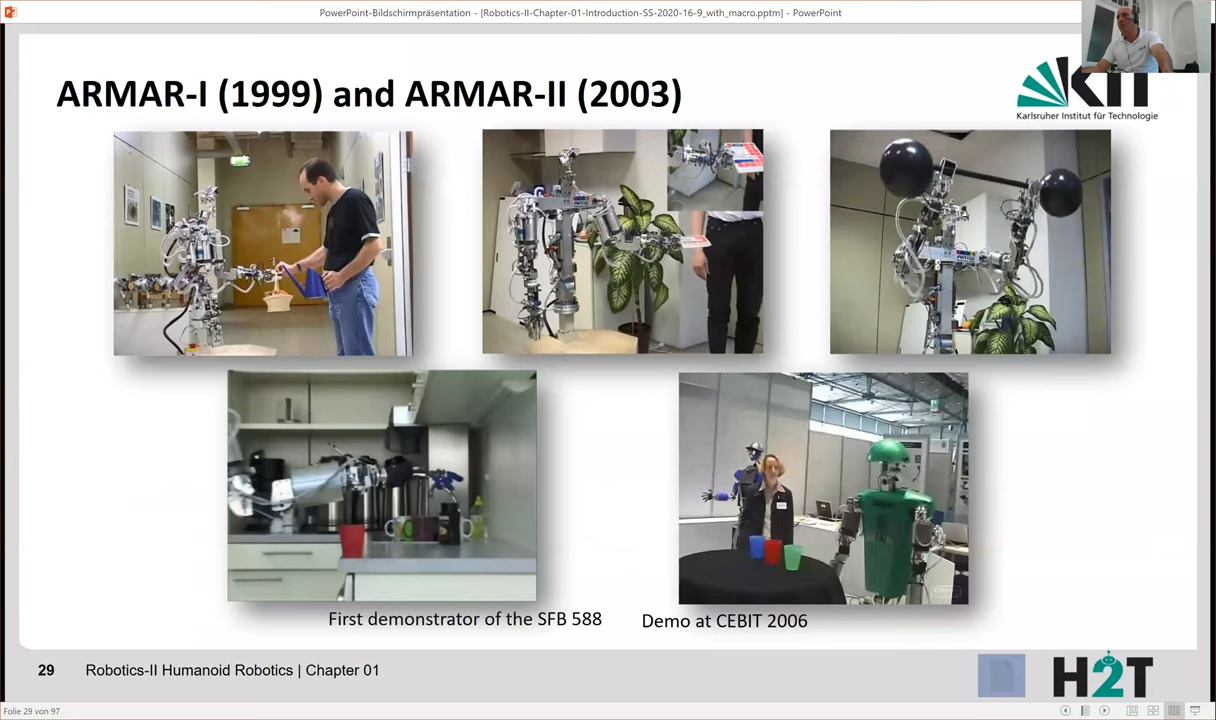 PowerPoint-Bildschirmpräsentation - [Robotics-II-Chapter-01-Introduction-SS-2020-16-9_with_macro.pptm] - PowerPoint
ARMAR-I (1999) and ARMAR-II (2003)
KIT
Karlsruher Institut für Technologie
First demonstrator of the SFB 588
Demo at CEBIT 2006
29
Robotics-II Humanoid Robotics | Chapter 01
H2T
Folie 29 von 97